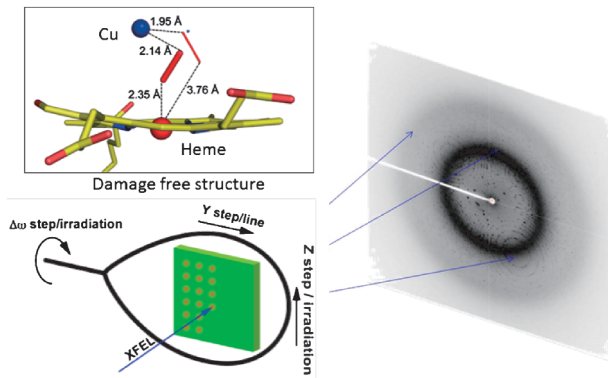 1.95 Å
Cu
2.14 Å
2.35 Å
3.76 Å
Heme
Damage free structure
Y step/line
Δω step/irradiation
Z step / irradiation
XFEL